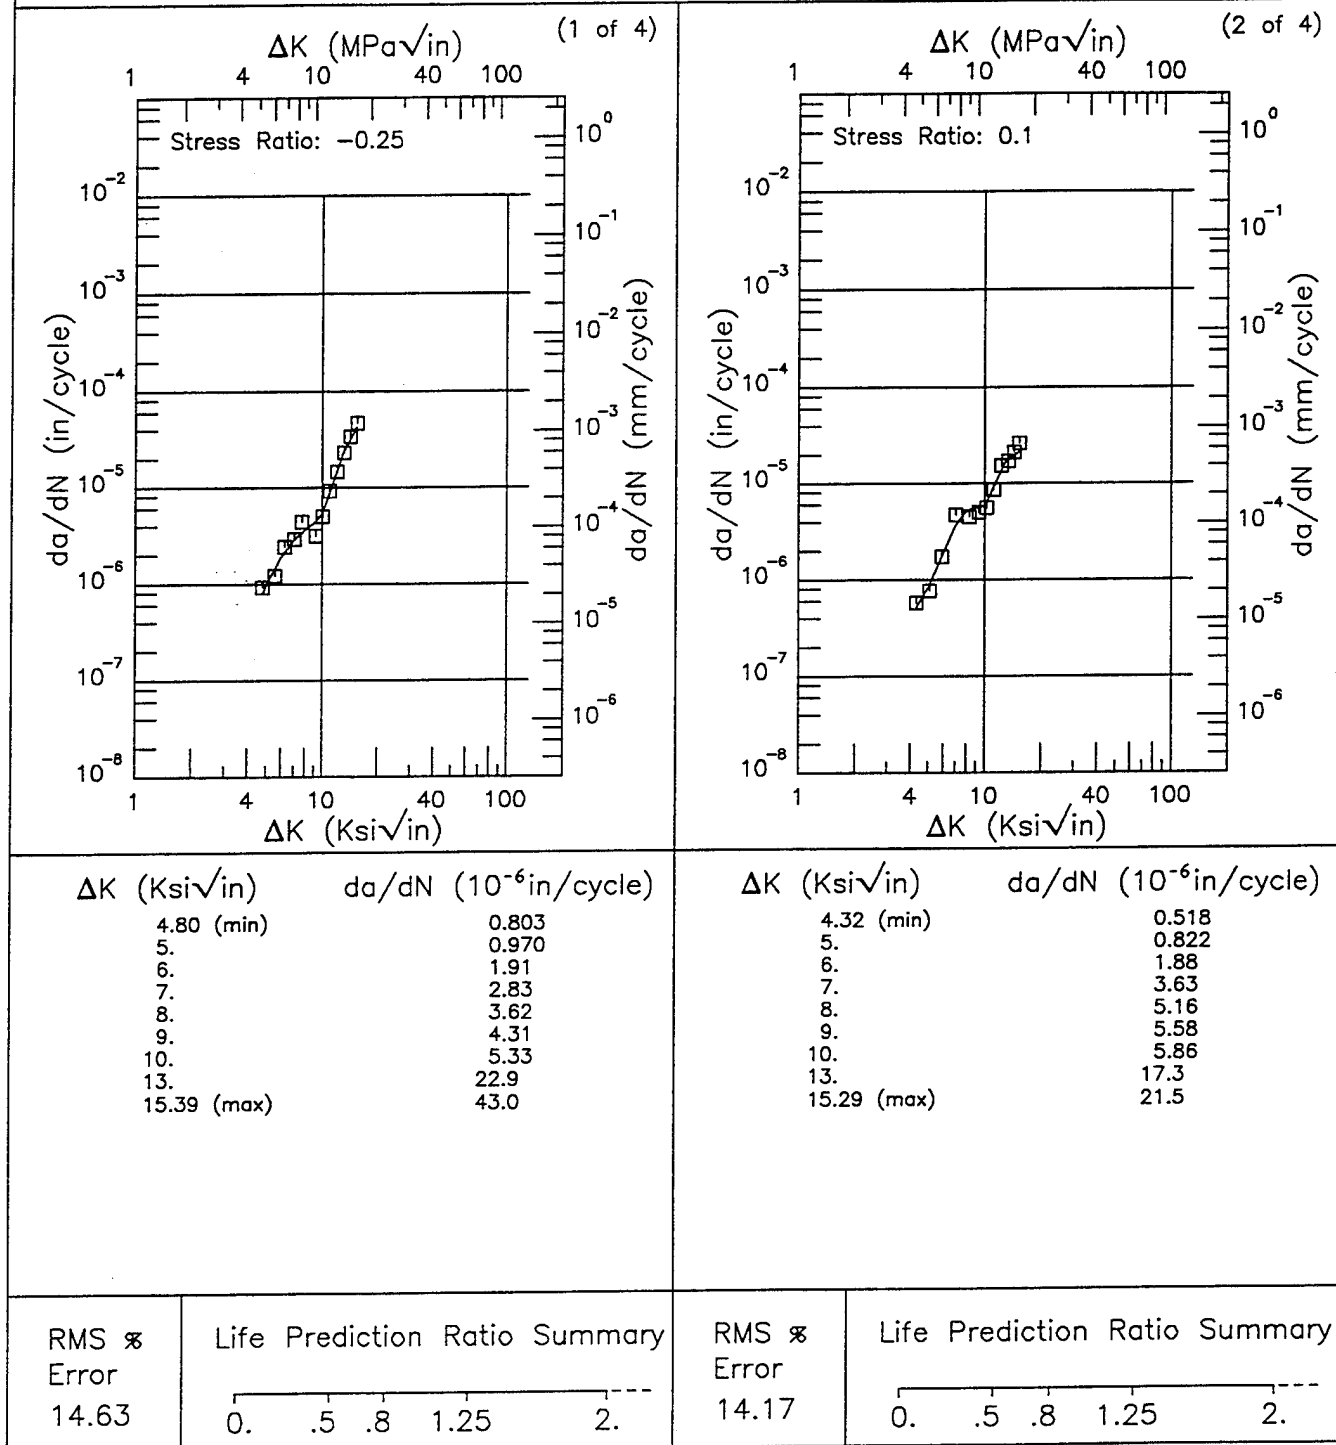 (1 of 4)
ΔK (MPa√in)
1 4 10 40 100
Stress Ratio: −0.25
10⁰
10⁻¹
10⁻²
10⁻³
10⁻⁴
10⁻⁵
10⁻⁶
da/dN (mm/cycle)
10⁻²
10⁻³
10⁻⁴
10⁻⁵
10⁻⁶
10⁻⁷
10⁻⁸
da/dN (in/cycle)
1 4 10 40 100
ΔK (Ksi√in)
ΔK (Ksi√in) da/dN (10⁻⁶in/cycle)
4.80 (min) 0.803
5. 0.970
6. 1.91
7. 2.83
8. 3.62
9. 4.31
10. 5.33
13. 22.9
15.39 (max) 43.0
RMS % Error
14.63
Life Prediction Ratio Summary
0. .5 .8 1.25 2.
(2 of 4)
ΔK (MPa√in)
1 4 10 40 100
Stress Ratio: 0.1
10⁰
10⁻¹
10⁻²
10⁻³
10⁻⁴
10⁻⁵
10⁻⁶
da/dN (mm/cycle)
10⁻²
10⁻³
10⁻⁴
10⁻⁵
10⁻⁶
10⁻⁷
10⁻⁸
da/dN (in/cycle)
1 4 10 40 100
ΔK (Ksi√in)
ΔK (Ksi√in) da/dN (10⁻⁶in/cycle)
4.32 (min) 0.518
5. 0.822
6. 1.88
7. 3.63
8. 5.16
9. 5.58
10. 5.86
13. 17.3
15.29 (max) 21.5
RMS %
Error
14.17
Life Prediction Ratio Summary
0. .5 .8 1.25 2.